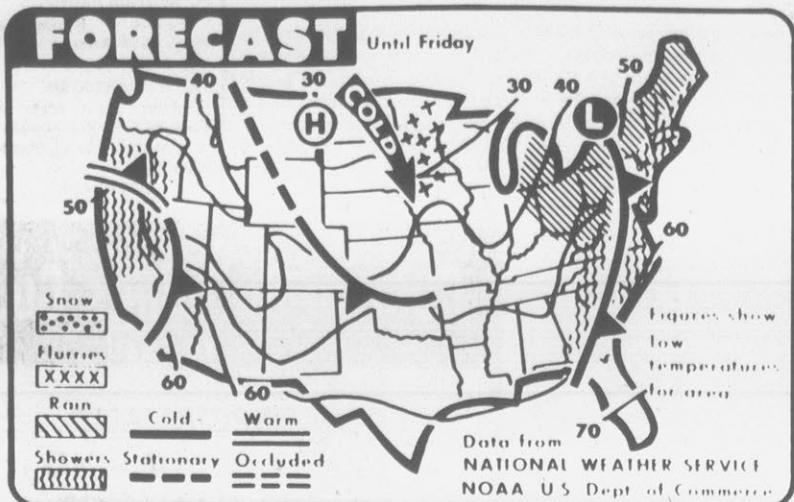 FORECAST Until Friday
40 30 COLD 30 40 50
H L
50
60
Snow
Flurries
XXXX
Rain
Showers
60 60
Cold Warm
Stationary Occluded
Figures show
low
temperatures
for area
70
Data from
NATIONAL WEATHER SERVICE
NOAA U S Dept. of Commerce